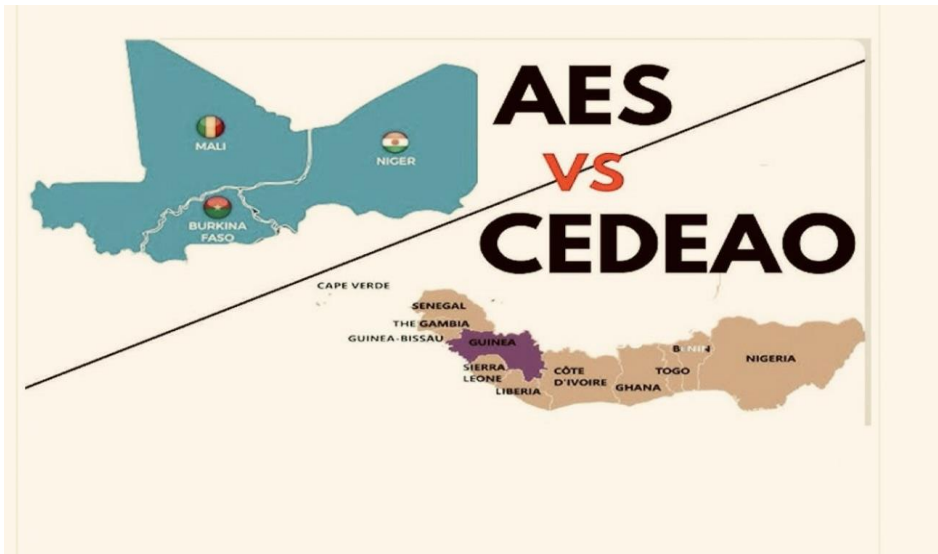 AES
VS
CEDEAO
MALI
NIGER
BURKINA
FASO
CAPE VERDE
SENEGAL
THE GAMBIA
GUINEA-BISSAU
GUINEA
SIERRA
LEONE
LIBERIA
CÔTE
D'IVOIRE
GHANA
TOGO
BENIN
NIGERIA